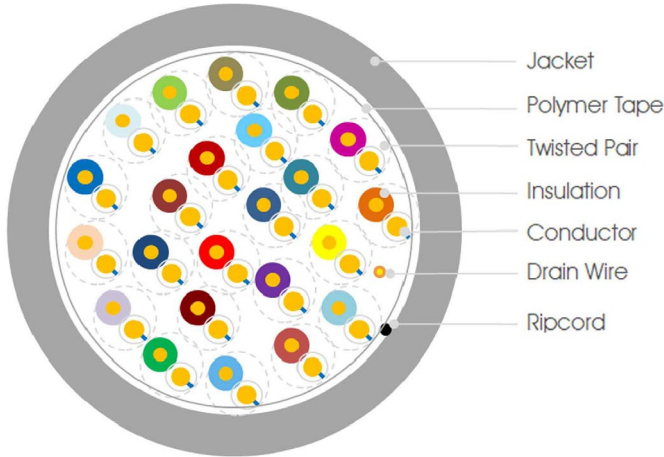 Jacket
Polymer Tape
Twisted Pair
Insulation
Conductor
Drain Wire
Ripcord